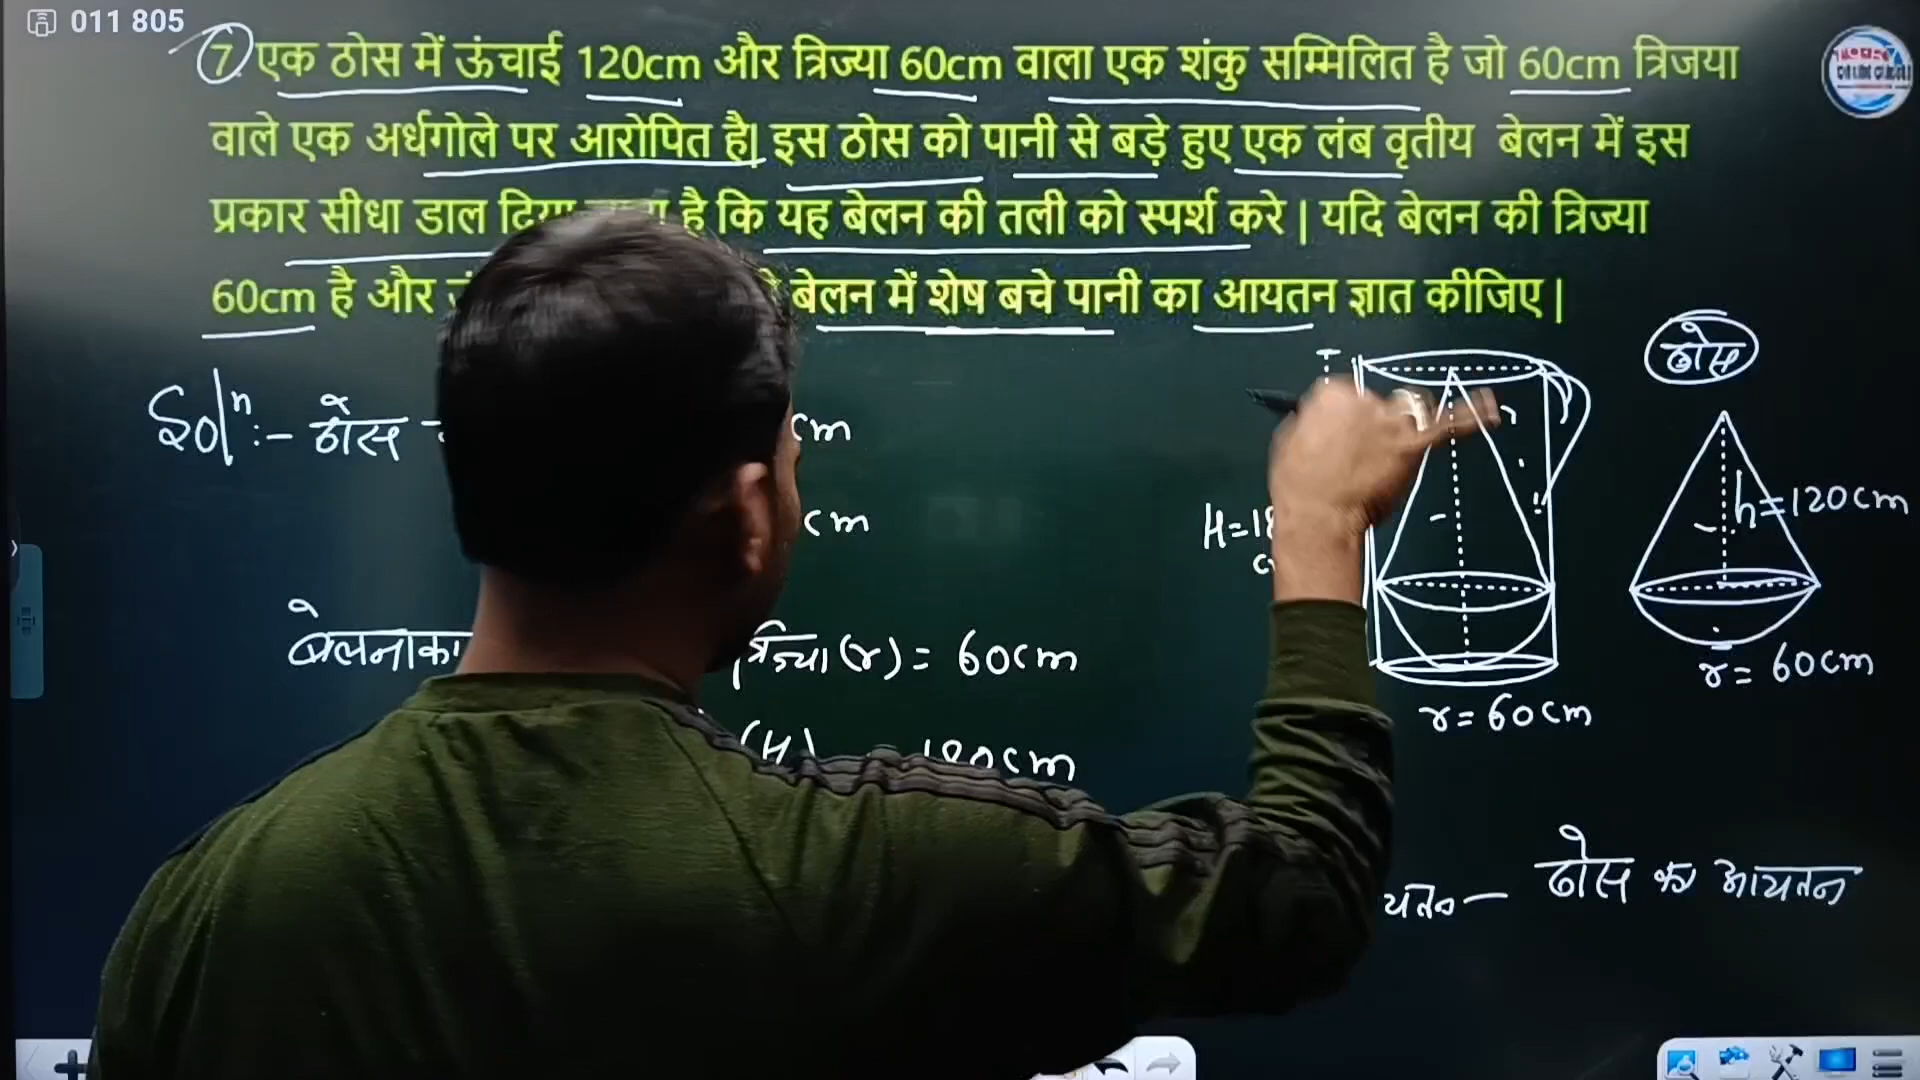 011 805
7. एक ठोस में ऊंचाई 120cm और त्रिज्या 60cm वाला एक शंकु सम्मिलित है जो 60cm त्रिजया
वाले एक अर्धगोले पर आरोपित है| इस ठोस को पानी से बड़े हुए एक लंब वृतीय बेलन में इस
प्रकार सीधा डाल दिया है कि यह बेलन की तली को स्पर्श करे | यदि बेलन की त्रिज्या
60cm है और बेलन में शेष बचे पानी का आयतन ज्ञात कीजिए |
ठोस
Solⁿ:- ठोस cm
h=120cm
cm
H=18
r= 60cm
त्रिज्या (r) = 60cm
r=60cm
(H) 180cm
ठोस का आयतन